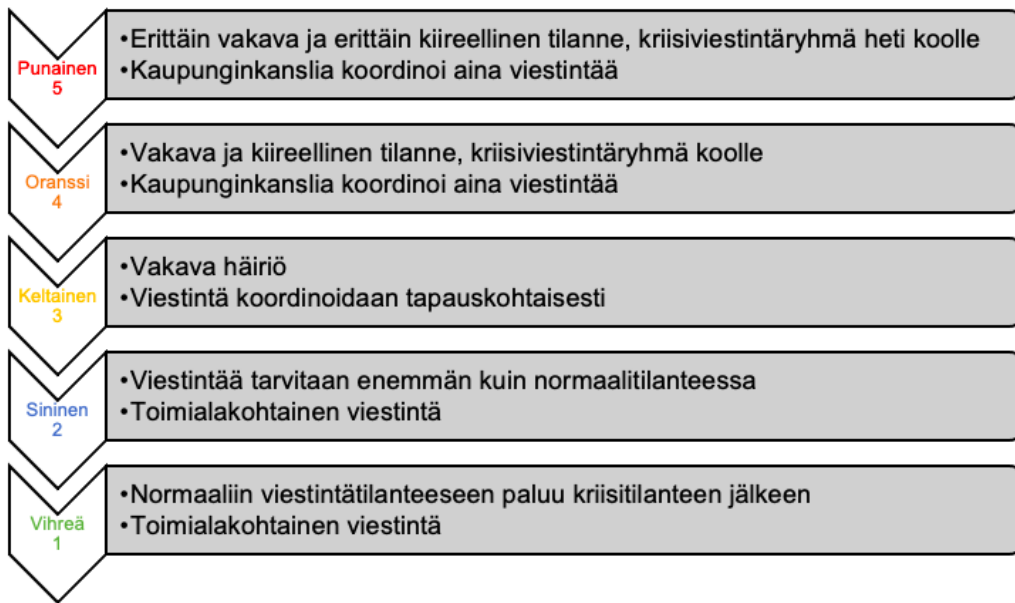 Punainen
5
•Erittäin vakava ja erittäin kiireellinen tilanne, kriisiviestintäryhmä heti koolle
•Kaupunginkanslia koordinoi aina viestintää
Oranssi
4
•Vakava ja kiireellinen tilanne, kriisiviestintäryhmä koolle
•Kaupunginkanslia koordinoi aina viestintää
Keltainen
3
•Vakava häiriö
•Viestintä koordinoidaan tapauskohtaisesti
Sininen
2
•Viestintää tarvitaan enemmän kuin normaalitilanteessa
•Toimialakohtainen viestintä
Vihreä
1
•Normaaliin viestintätilanteeseen paluu kriisitilanteen jälkeen
•Toimialakohtainen viestintä